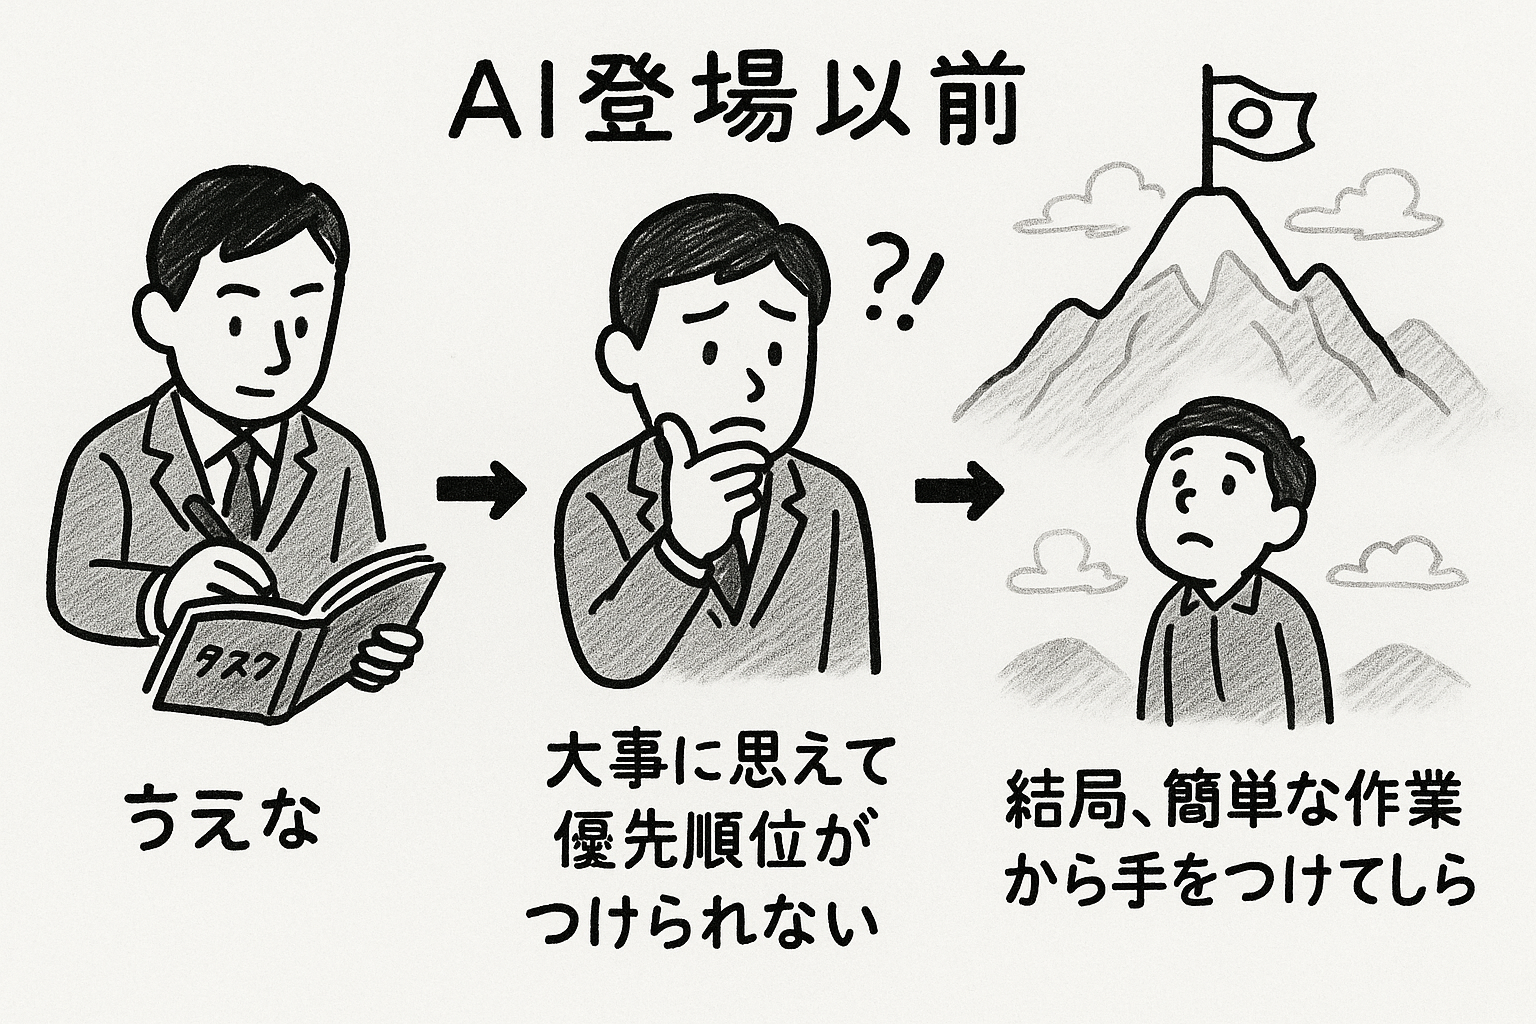 AI登場以前
?!
タスク
うえな
大事に思えて
優先順位が
つけられない
結局、簡単な作業
から手をつけてしら